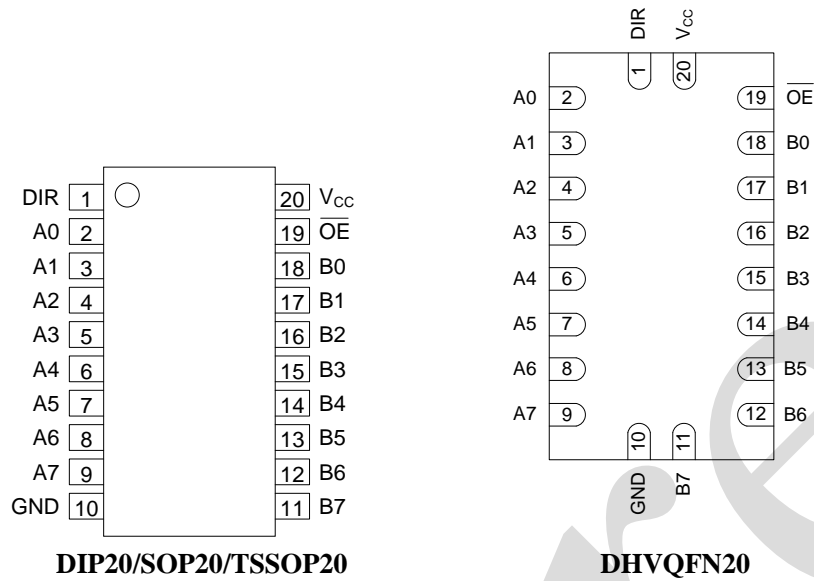 DIR 1 20 VCC
A0 2 19 OE
A1 3 18 B0
A2 4 17 B1
A3 5 16 B2
A4 6 15 B3
A5 7 14 B4
A6 8 13 B5
A7 9 12 B6
GND 10 11 B7
DIP20/SOP20/TSSOP20
DIR VCC
1 20
A0 2 19 OE
A1 3 18 B0
A2 4 17 B1
A3 5 16 B2
A4 6 15 B3
A5 7 14 B4
A6 8 13 B5
A7 9 12 B6
10 11
GND B7
DHVQFN20